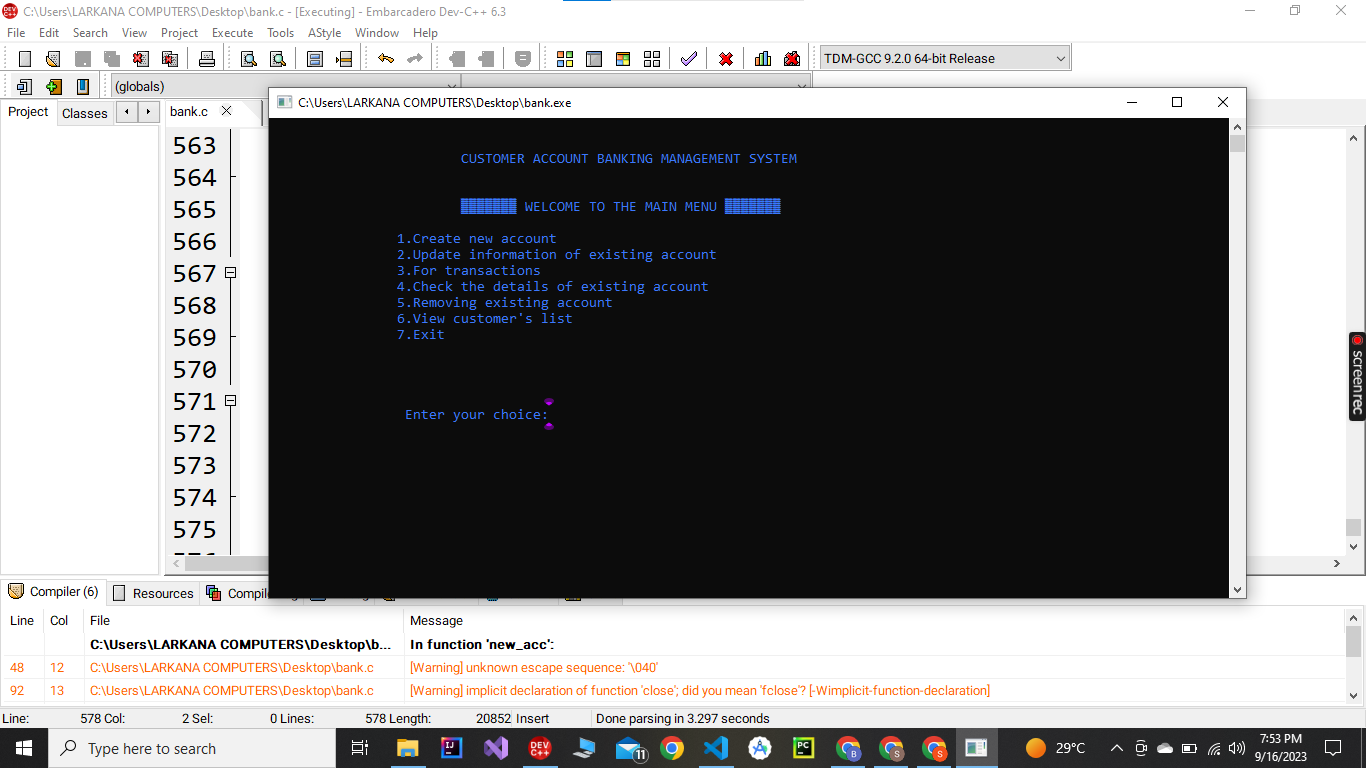 C:\Users\LARKANA COMPUTERS\Desktop\bank.c - [Executing] - Embarcadero Dev-C++ 6.3
File Edit Search View Project Execute Tools AStyle Window Help
TDM-GCC 9.2.0 64-bit Release
(globals)
Project Classes bank.c
C:\Users\LARKANA COMPUTERS\Desktop\bank.exe
563
564
565
566
567
568
569
570
571
572
573
574
575
CUSTOMER ACCOUNT BANKING MANAGEMENT SYSTEM
WELCOME TO THE MAIN MENU
1.Create new account
2.Update information of existing account
3.For transactions
4.Check the details of existing account
5.Removing existing account
6.View customer's list
7.Exit
Enter your choice:
screenrec
Compiler (6) Resources
Line Col File Message
C:\Users\LARKANA COMPUTERS\Desktop\b... In function 'new_acc':
48 12 C:\Users\LARKANA COMPUTERS\Desktop\bank.c [Warning] unknown escape sequence: '\040'
92 13 C:\Users\LARKANA COMPUTERS\Desktop\bank.c [Warning] implicit declaration of function 'close'; did you mean 'fclose'? [-Wimplicit-function-declaration]
Line: 578 Col: 2 Sel: 0 Lines: 578 Length: 20852 Insert Done parsing in 3.297 seconds
Type here to search
11
29°C
7:53 PM
9/16/2023